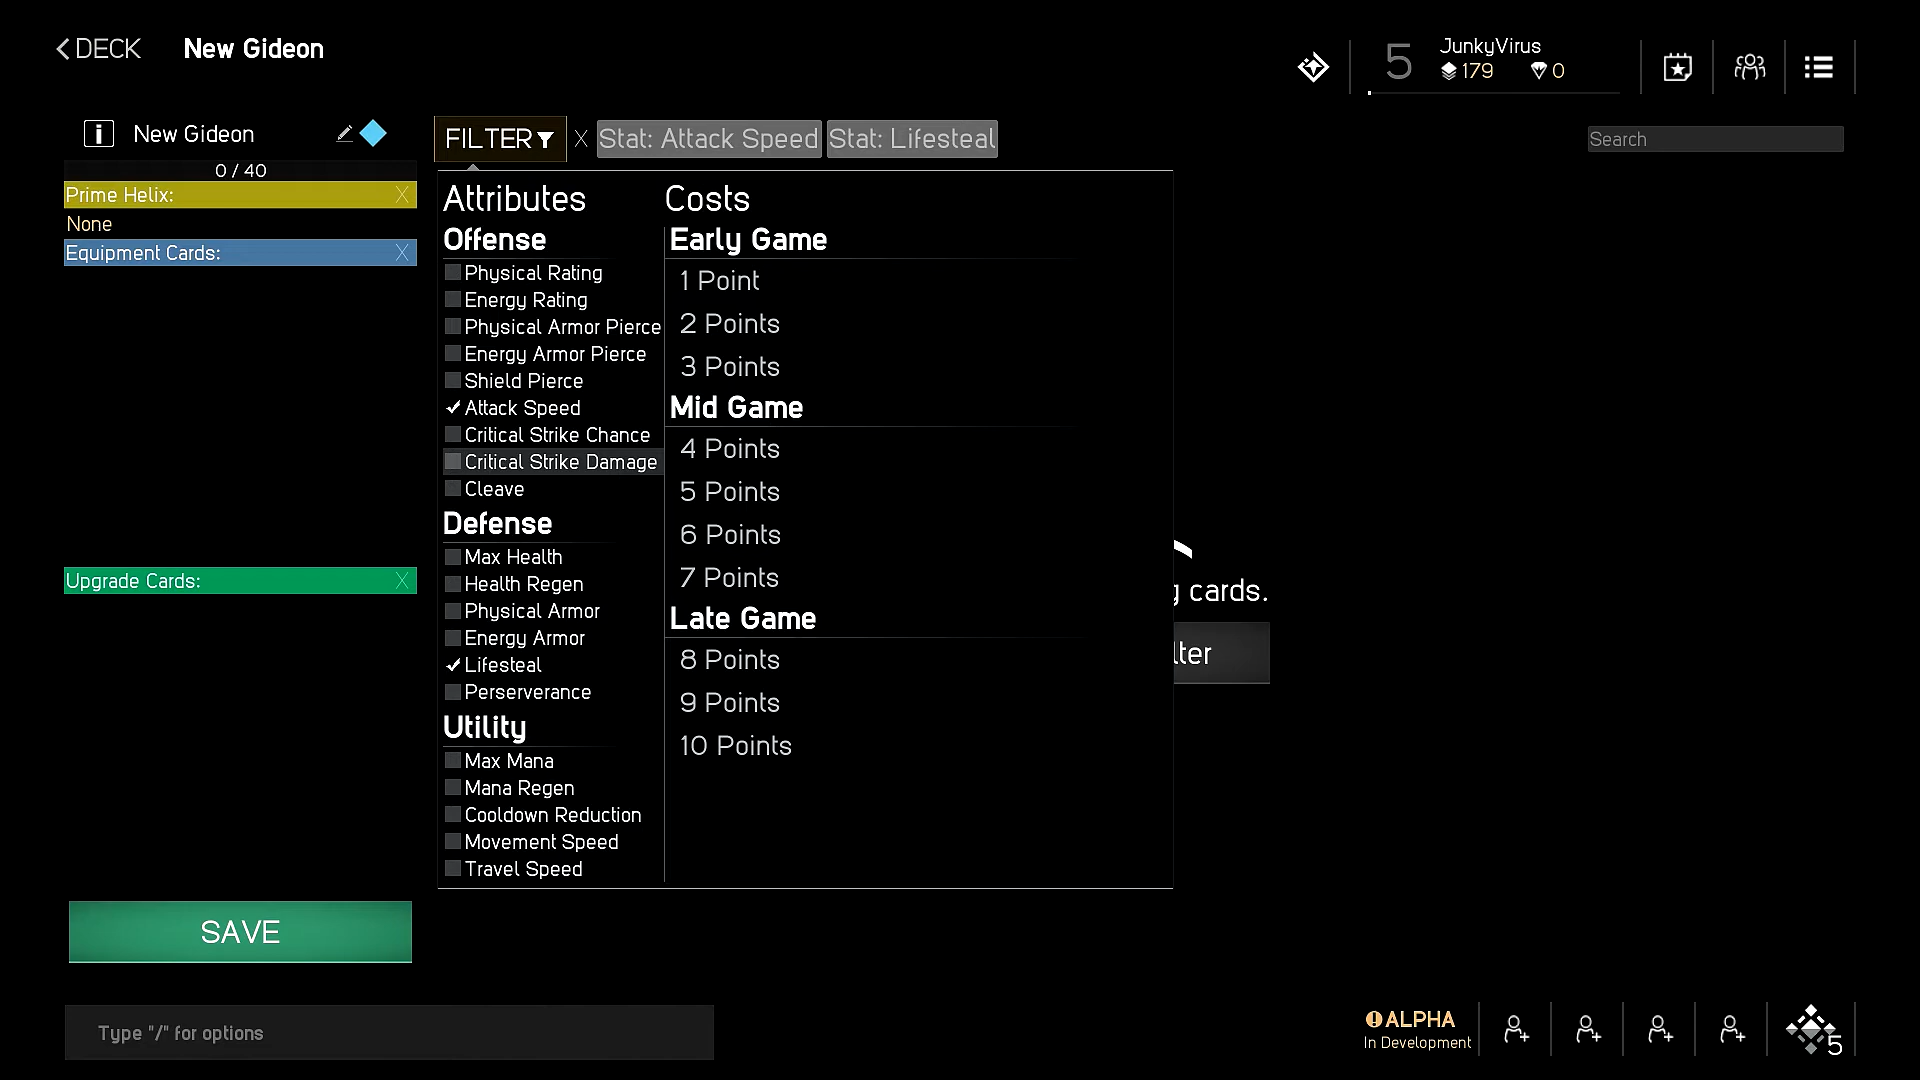 DECK
New Gideon
5
JunkyVirus
179
0
New Gideon
0 / 40
Prime Helix:
X
None
Equipment Cards:
X
Upgrade Cards:
X
SAVE
FILTER
X
Stat: Attack Speed
Stat: Lifesteal
Search
Attributes
Offense
Physical Rating
Energy Rating
Physical Armor Pierce
Energy Armor Pierce
Shield Pierce
Attack Speed
Critical Strike Chance
Critical Strike Damage
Cleave
Defense
Max Health
Health Regen
Physical Armor
Energy Armor
Lifesteal
Perserverance
Utility
Max Mana
Mana Regen
Cooldown Reduction
Movement Speed
Travel Speed
Costs
Early Game
1 Point
2 Points
3 Points
Mid Game
4 Points
5 Points
6 Points
7 Points
Late Game
8 Points
9 Points
10 Points
cards.
lter
Type "/" for options
ALPHA
In Development
5